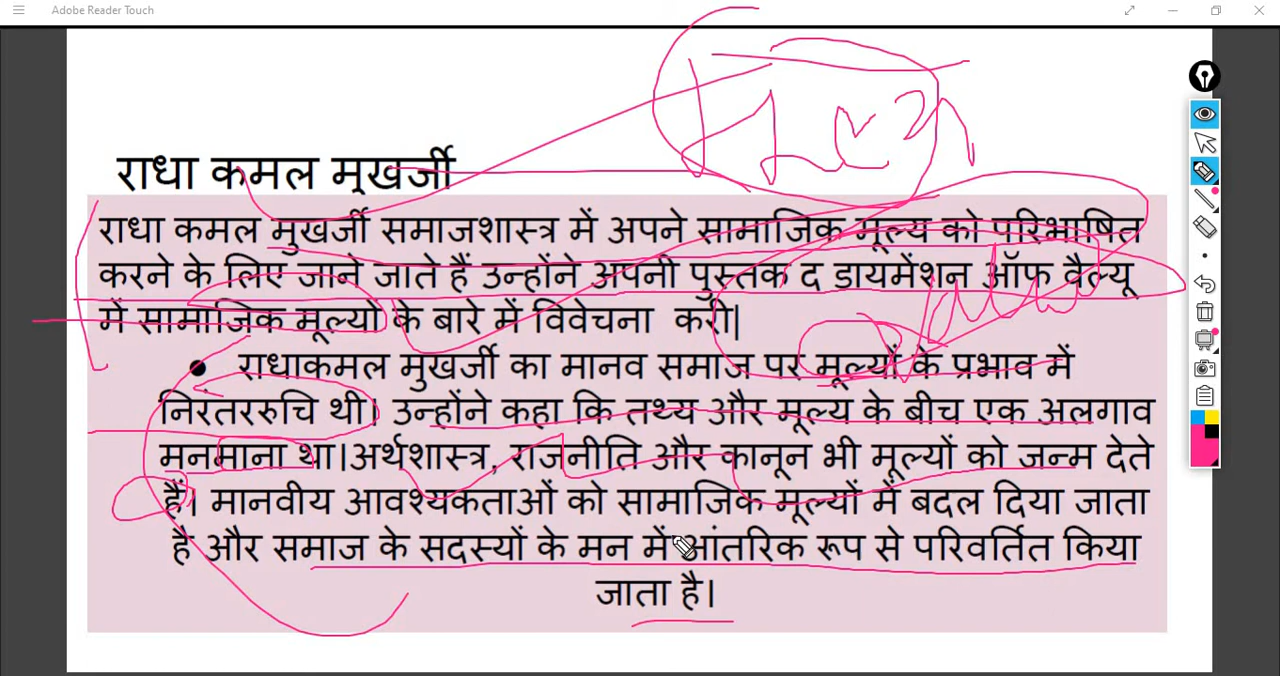 Adobe Reader Touch
राधा कमल मुखर्जी
राधा कमल मुखर्जी समाजशास्त्र में अपने सामाजिक मूल्य को परिभाषित
करने के लिए जाने जाते हैं उन्होंने अपनी पुस्तक द डायमेंशन ऑफ वैल्यू
में सामाजिक मूल्यों के बारे में विवेचना करी|
● राधाकमल मुखर्जी का मानव समाज पर मूल्यों के प्रभाव में
निरंतररुचि थी| उन्होंने कहा कि तथ्य और मूल्य के बीच एक अलगाव
मनमाना था|अर्थशास्त्र, राजनीति और कानून भी मूल्यों को जन्म देते
हैं| मानवीय आवश्यकताओं को सामाजिक मूल्यों में बदल दिया जाता
है और समाज के सदस्यों के मन में आंतरिक रूप से परिवर्तित किया
जाता है|